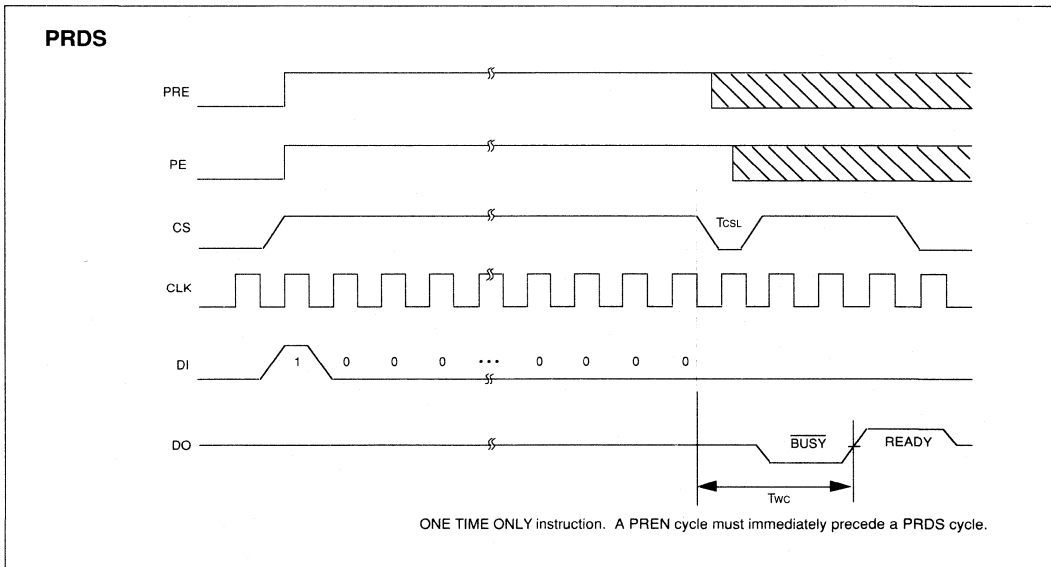 PRDS
PRE
PE
CS
TCSL
CLK
DI
1 0 0 0 ••• 0 0 0 0
DO
BUSY
READY
TWC
ONE TIME ONLY instruction. A PREN cycle must immediately precede a PRDS cycle.